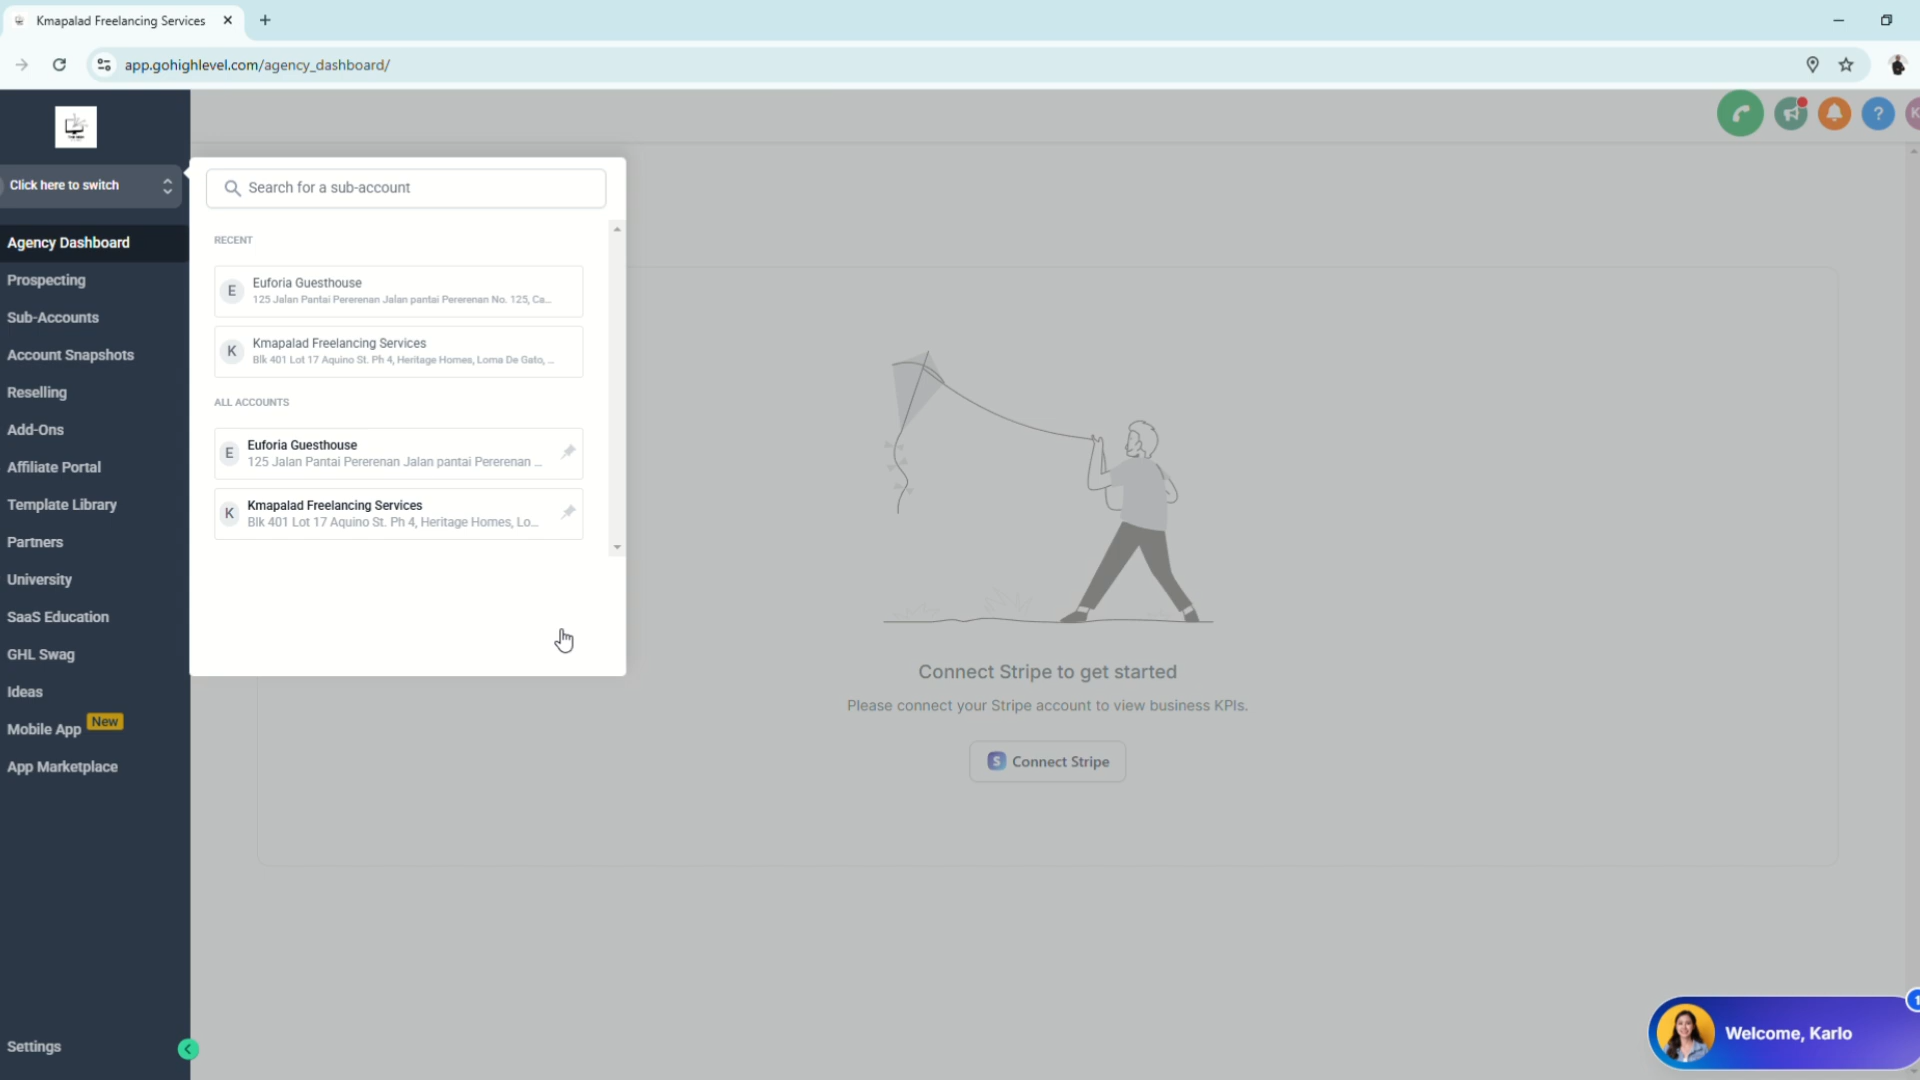 Kmapalad Freelancing Services
app.gohighlevel.com/agency_dashboard/
K
?
Click here to switch
Search for a sub-account
Agency Dashboard
Prospecting
Sub-Accounts
Account Snapshots
Reselling
Add-Ons
Affiliate Portal
Template Library
Partners
University
SaaS Education
GHL Swag
Ideas
Mobile App New
App Marketplace
Settings
RECENT
E
Euforia Guesthouse
125 Jalan Pantai Pererenan Jalan pantai Pererenan No. 125, Ca...
K
Kmapalad Freelancing Services
Blk 401 Lot 17 Aquino St. Ph 4, Heritage Homes, Loma De Gato, ...
ALL ACCOUNTS
E
Euforia Guesthouse
125 Jalan Pantai Pererenan Jalan pantai Pererenan ...
K
Kmapalad Freelancing Services
Blk 401 Lot 17 Aquino St. Ph 4, Heritage Homes, Lo...
Connect Stripe to get started
Please connect your Stripe account to view business KPIs.
S Connect Stripe
1
Welcome, Karlo